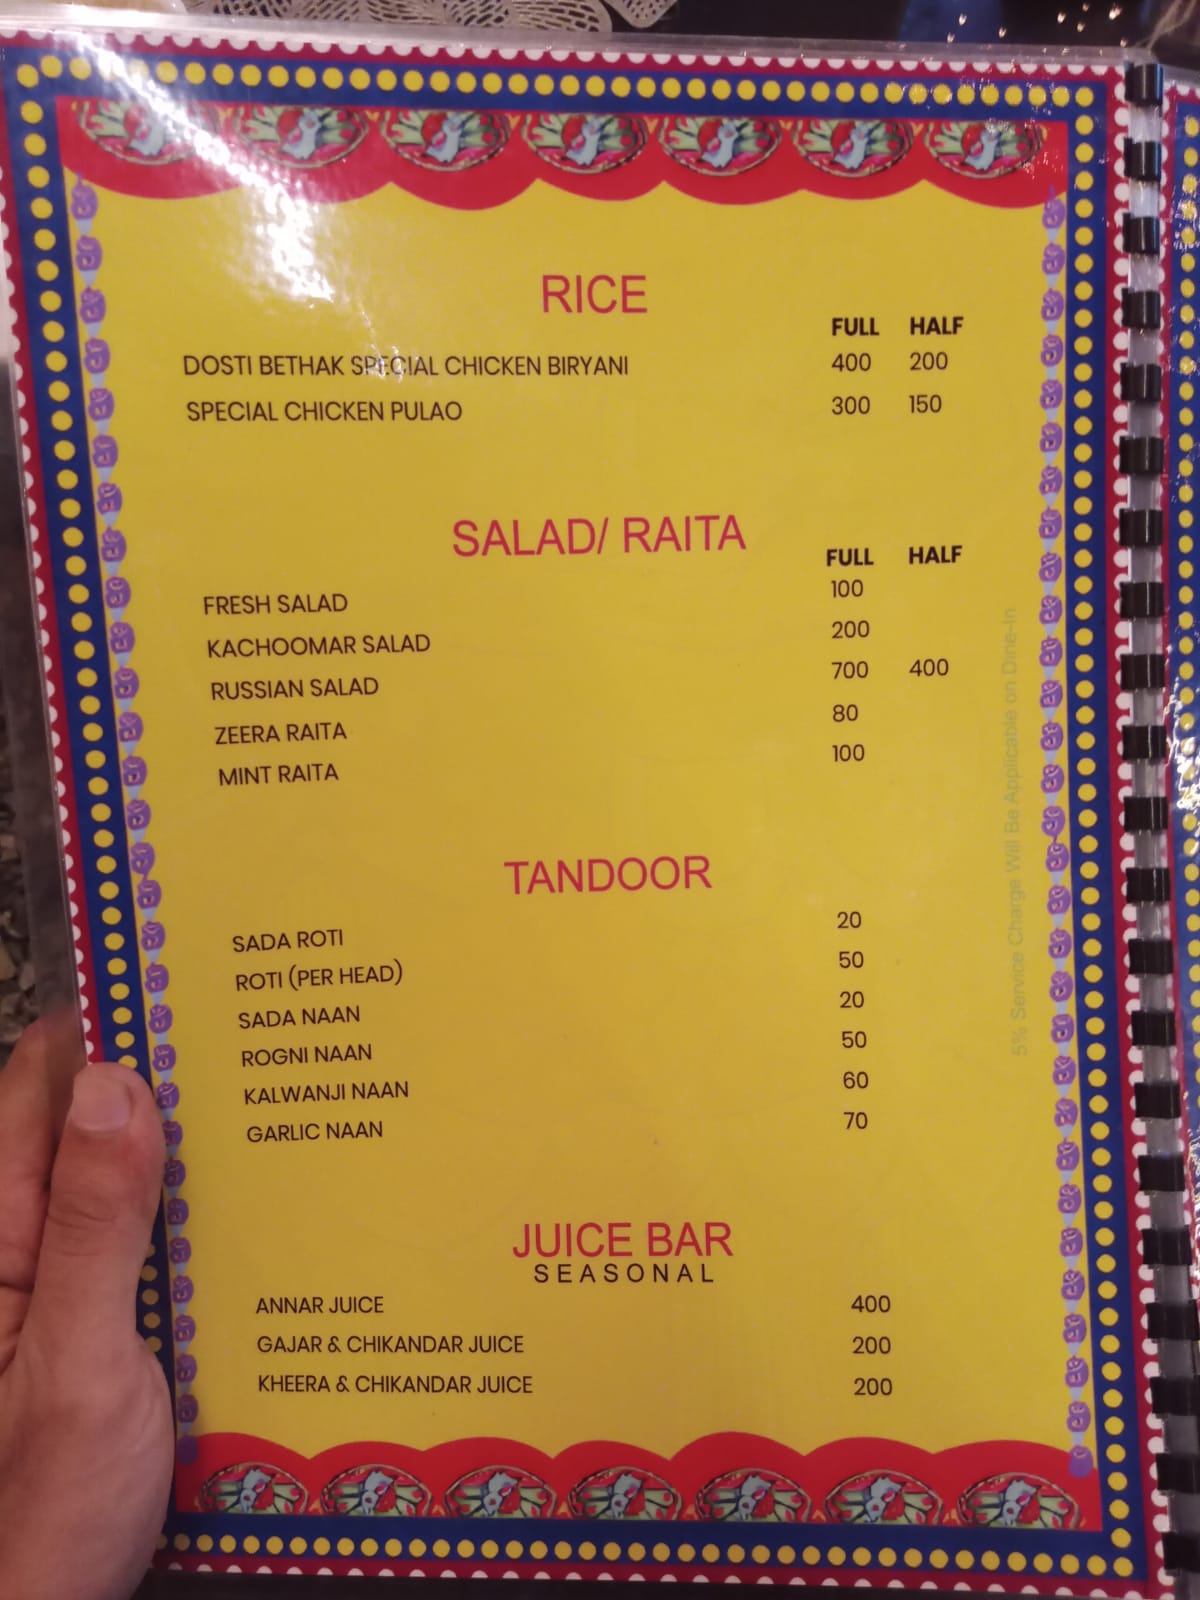 RICE
FULL HALF
DOSTI BETHAK SPECIAL CHICKEN BIRYANI 400 200
SPECIAL CHICKEN PULAO 300 150
SALAD/ RAITA
FULL HALF
FRESH SALAD 100
KACHOOMAR SALAD 200
RUSSIAN SALAD 700 400
ZEERA RAITA 80
MINT RAITA 100
TANDOOR
SADA ROTI 20
ROTI (PER HEAD) 50
SADA NAAN 20
ROGNI NAAN 50
KALWANJI NAAN 60
GARLIC NAAN 70
JUICE BAR
SEASONAL
ANNAR JUICE 400
GAJAR & CHIKANDAR JUICE 200
KHEERA & CHIKANDAR JUICE 200
5% Service Charge Will Be Applicable on Dine-In